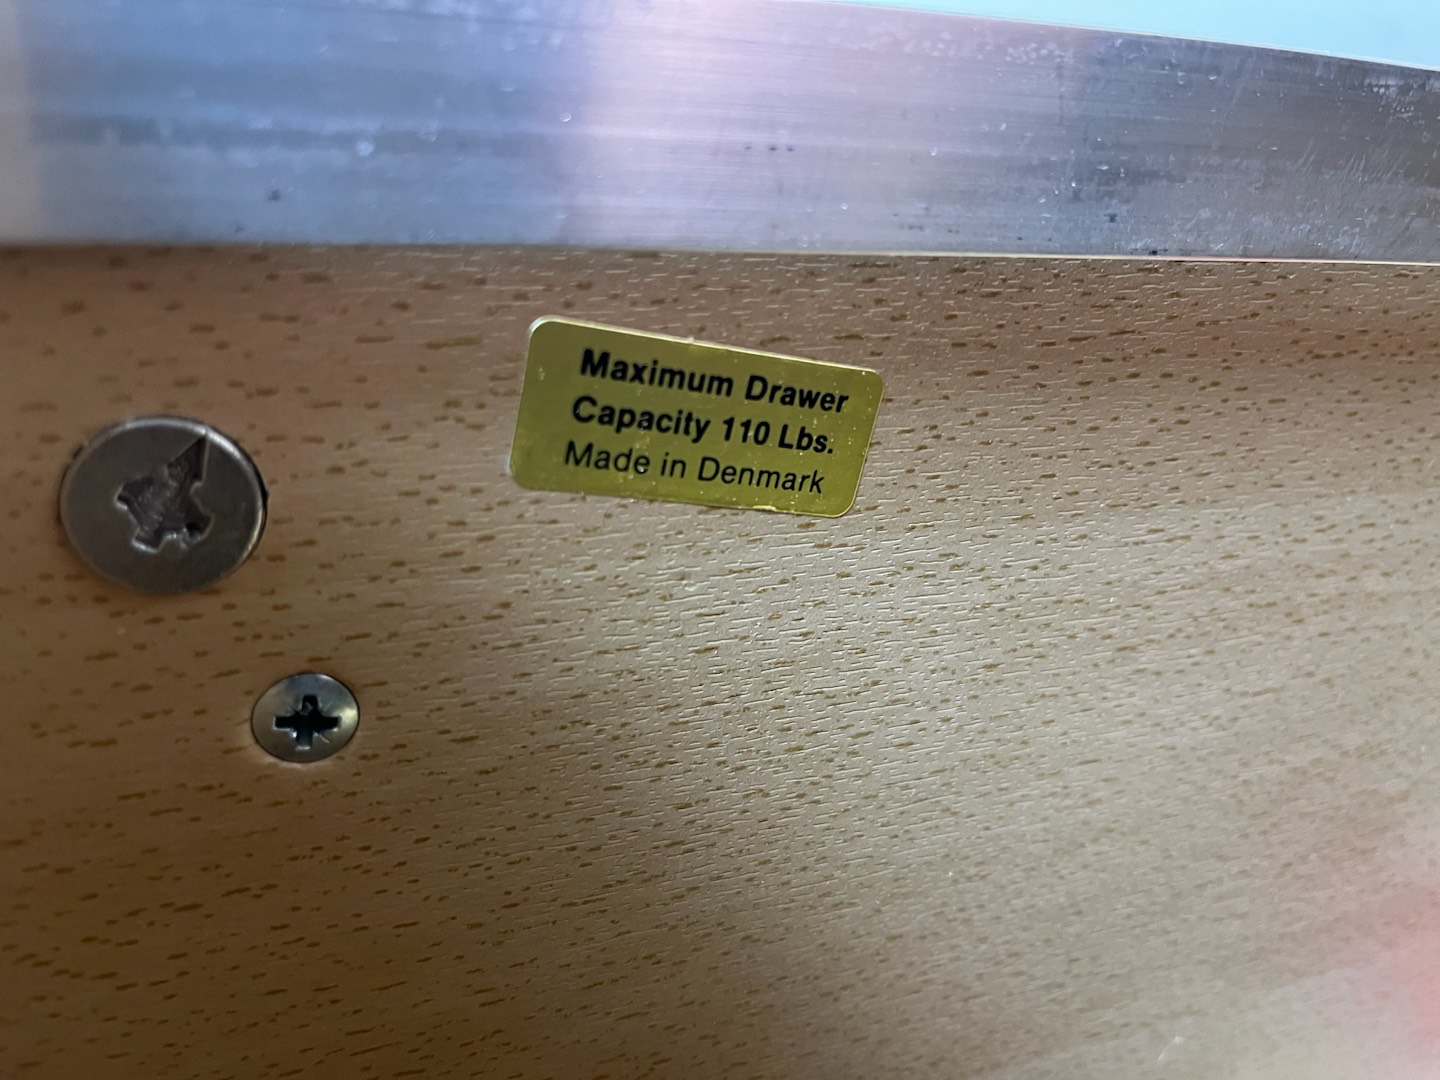 Maximum Drawer
Capacity 110 Lbs.
Made in Denmark